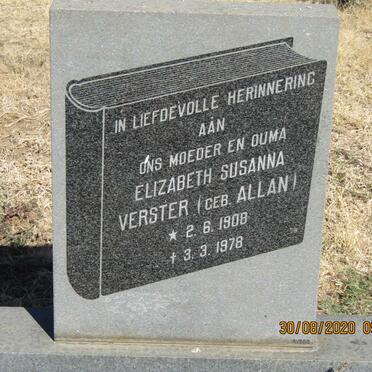 IN LIEFDEVOLLE HERINNERING
AAN
ONS MOEDER EN OUMA
ELIZABETH SUSANNA
VERSTER (GEB. ALLAN)
★ 2. 6. 1908
† 3. 3. 1978
30/08/2020